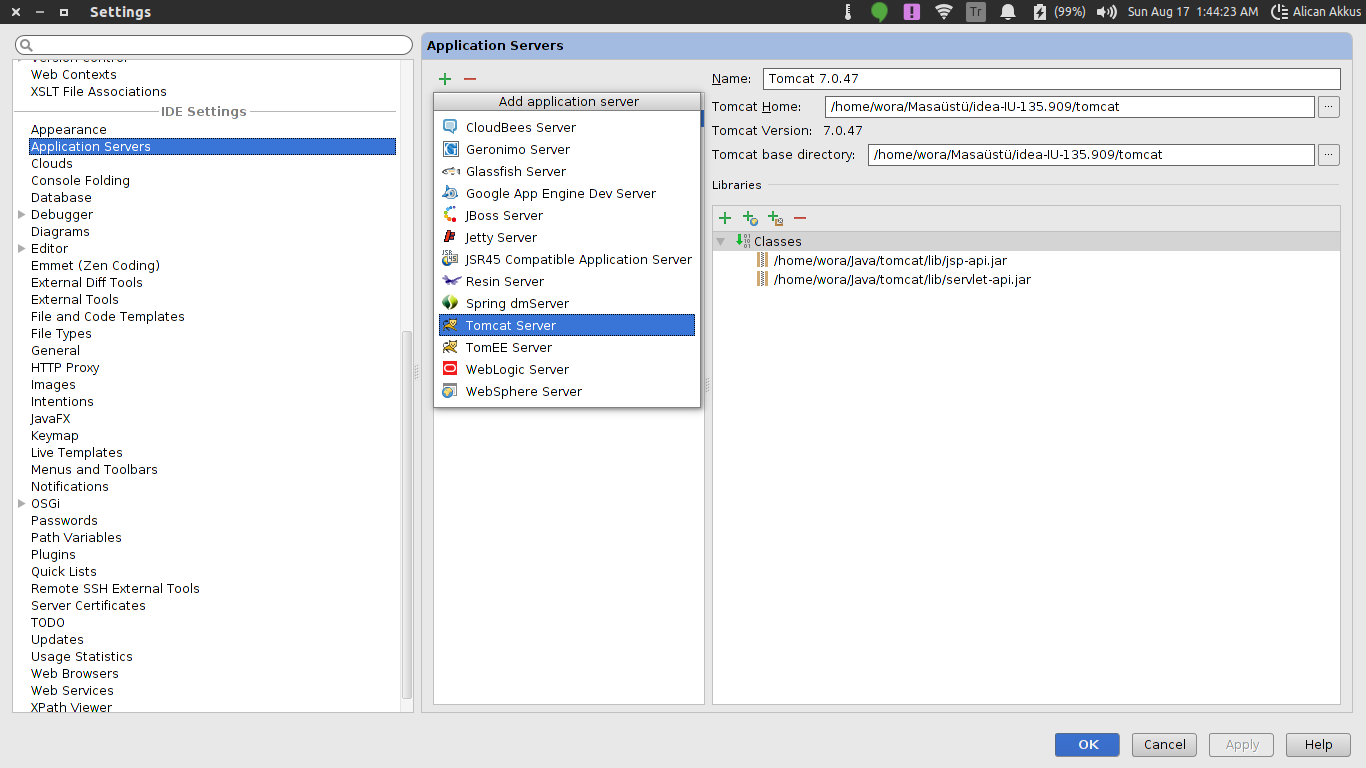 Settings
Tr
(99%)
Sun Aug 17 1:44:23 AM
Alican Akkus
Version Control
Web Contexts
XSLT File Associations
IDE Settings
Appearance
Application Servers
Clouds
Console Folding
Database
Debugger
Diagrams
Editor
Emmet (Zen Coding)
External Diff Tools
External Tools
File and Code Templates
File Types
General
HTTP Proxy
Images
Intentions
JavaFX
Keymap
Live Templates
Menus and Toolbars
Notifications
OSGi
Passwords
Path Variables
Plugins
Quick Lists
Remote SSH External Tools
Server Certificates
TODO
Updates
Usage Statistics
Web Browsers
Web Services
XPath Viewer
Application Servers
Add application server
CloudBees Server
Geronimo Server
Glassfish Server
Google App Engine Dev Server
JBoss Server
Jetty Server
JSR45 Compatible Application Server
Resin Server
Spring dmServer
Tomcat Server
TomEE Server
WebLogic Server
WebSphere Server
Name: Tomcat 7.0.47
Tomcat Home: /home/wora/Masaüstü/idea-IU-135.909/tomcat ...
Tomcat Version: 7.0.47
Tomcat base directory: /home/wora/Masaüstü/idea-IU-135.909/tomcat ...
Libraries
Classes
/home/wora/Java/tomcat/lib/jsp-api.jar
/home/wora/Java/tomcat/lib/servlet-api.jar
OK
Cancel
Apply
Help